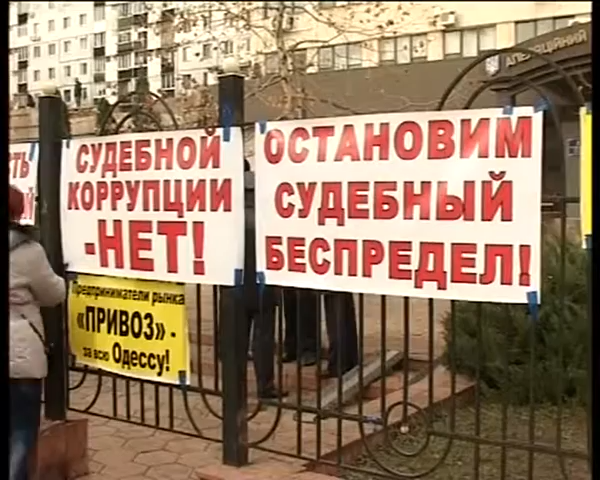 АПЕЛЯЦІЙНИЙ
СУДЕБНОЙ
КОРРУПЦИИ
-НЕТ!
ОСТАНОВИМ
СУДЕБНЫЙ
БЕСПРЕДЕЛ!
Предприниматели рынка
«ПРИВОЗ» -
за всю Одессу!